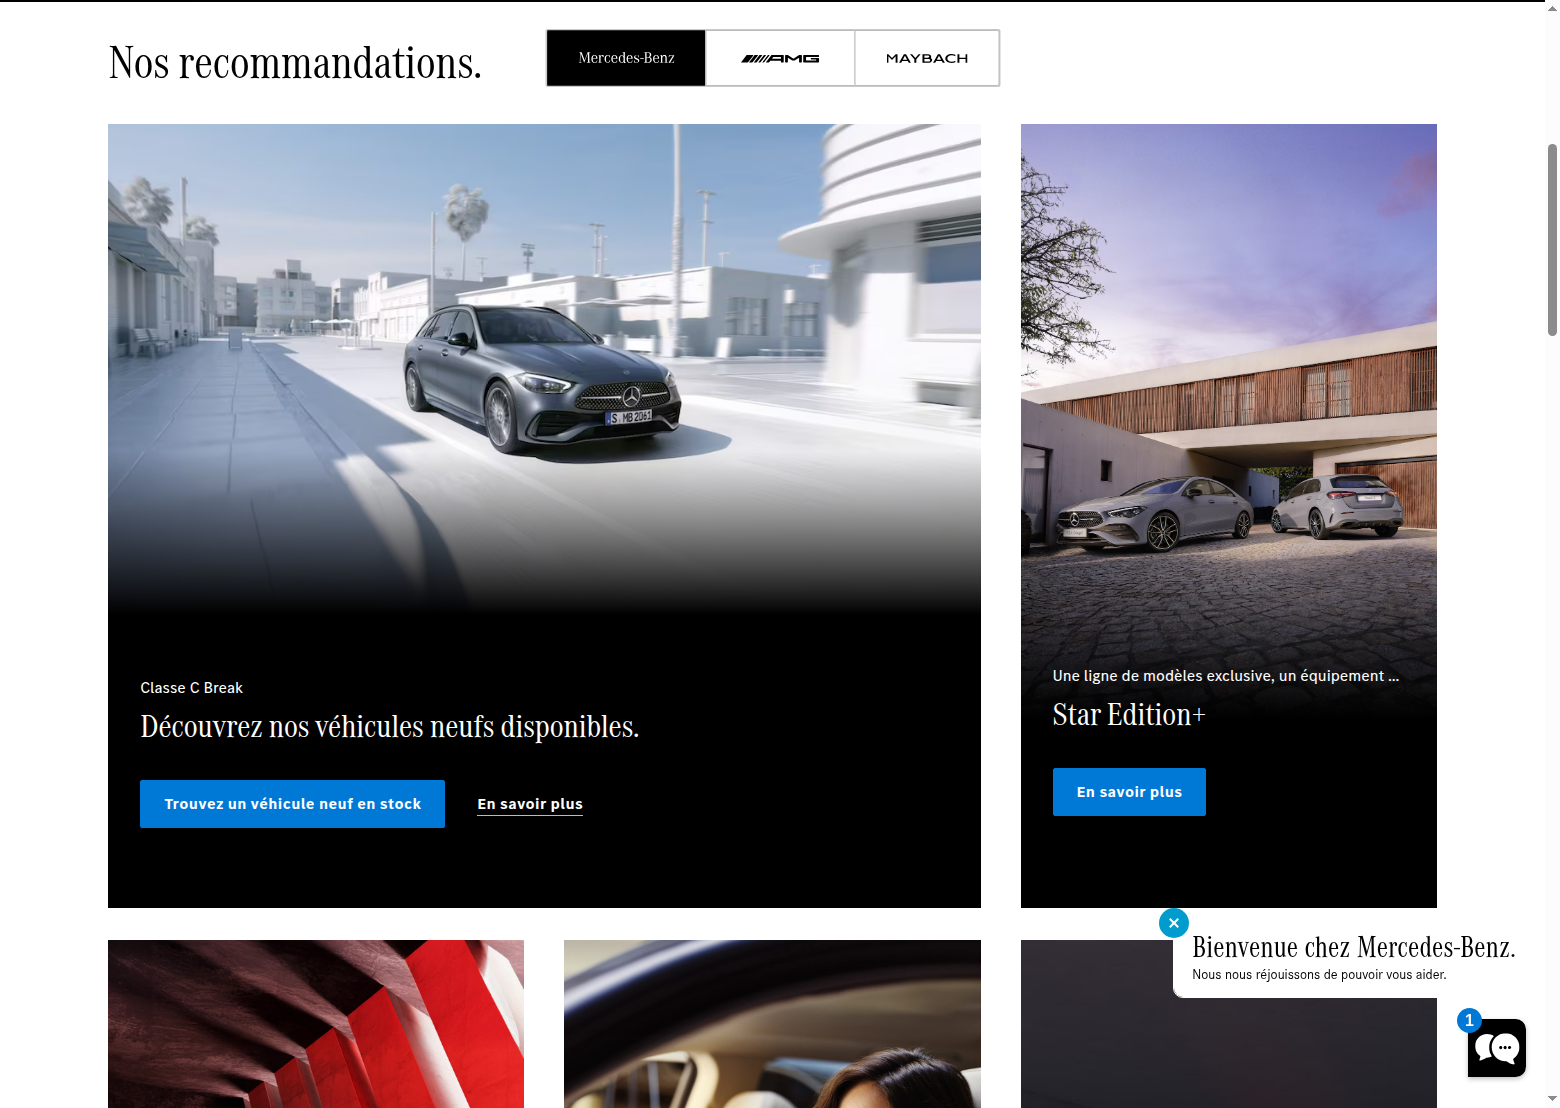 Nos recommandations.
Mercedes-Benz
AMG
MAYBACH
S MB 2061
Classe C Break
Découvrez nos véhicules neufs disponibles.
Trouvez un véhicule neuf en stock
En savoir plus
Une ligne de modèles exclusive, un équipement ...
Star Edition+
En savoir plus
Bienvenue chez Mercedes-Benz.
Nous nous réjouissons de pouvoir vous aider.
1